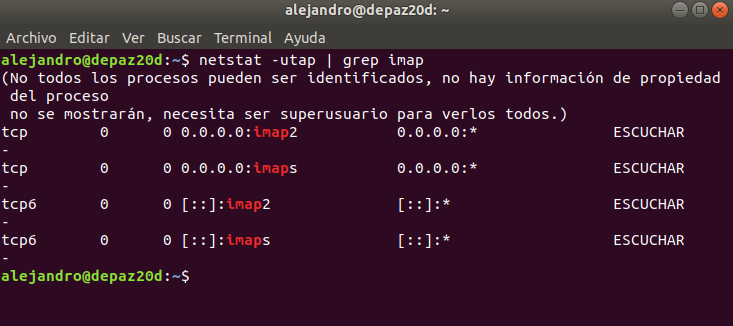 alejandro@depaz20d: ~
Archivo Editar Ver Buscar Terminal Ayuda
alejandro@depaz20d:~$ netstat -utap | grep imap
(No todos los procesos pueden ser identificados, no hay información de propiedad
 del proceso
 no se mostrarán, necesita ser superusuario para verlos todos.)
tcp        0      0 0.0.0.0:imap2           0.0.0.0:*               ESCUCHAR
-
tcp        0      0 0.0.0.0:imaps           0.0.0.0:*               ESCUCHAR
-
tcp6       0      0 [::]:imap2              [::]:*                  ESCUCHAR
-
tcp6       0      0 [::]:imaps              [::]:*                  ESCUCHAR
-
alejandro@depaz20d:~$